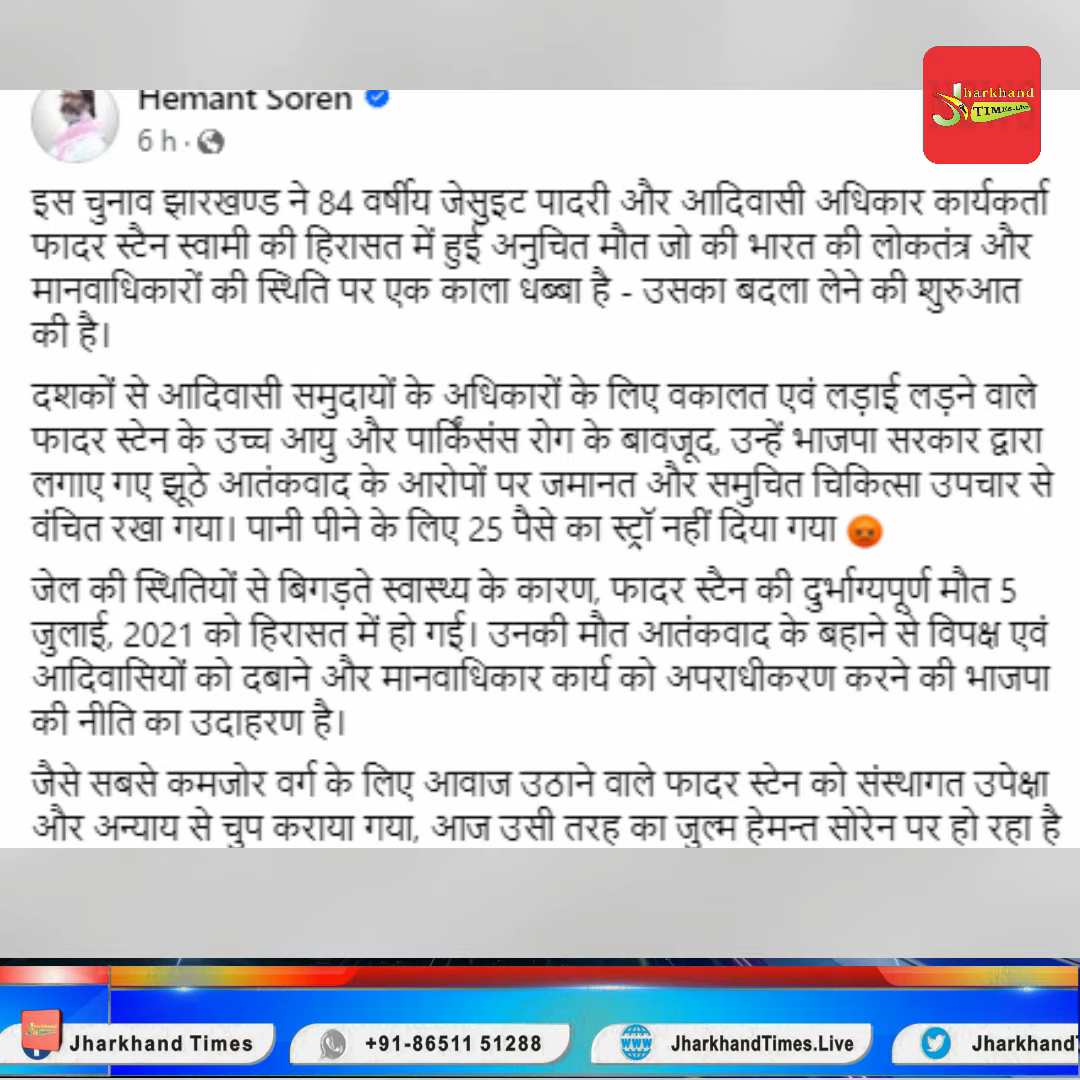 Hemant Soren
6 h ·
Jharkhand
TIMES.Live
इस चुनाव झारखण्ड ने 84 वर्षीय जेसुइट पादरी और आदिवासी अधिकार कार्यकर्ता
फादर स्टैन स्वामी की हिरासत में हुई अनुचित मौत जो की भारत की लोकतंत्र और
मानवाधिकारों की स्थिति पर एक काला धब्बा है - उसका बदला लेने की शुरुआत
की है।
दशकों से आदिवासी समुदायों के अधिकारों के लिए वकालत एवं लड़ाई लड़ने वाले
फादर स्टेन के उच्च आयु और पार्किंसंस रोग के बावजूद, उन्हें भाजपा सरकार द्वारा
लगाए गए झूठे आतंकवाद के आरोपों पर जमानत और समुचित चिकित्सा उपचार से
वंचित रखा गया। पानी पीने के लिए 25 पैसे का स्ट्रॉ नहीं दिया गया 😡
जेल की स्थितियों से बिगड़ते स्वास्थ्य के कारण, फादर स्टैन की दुर्भाग्यपूर्ण मौत 5
जुलाई, 2021 को हिरासत में हो गई। उनकी मौत आतंकवाद के बहाने से विपक्ष एवं
आदिवासियों को दबाने और मानवाधिकार कार्य को अपराधीकरण करने की भाजपा
की नीति का उदाहरण है।
जैसे सबसे कमजोर वर्ग के लिए आवाज उठाने वाले फादर स्टेन को संस्थागत उपेक्षा
और अन्याय से चुप कराया गया, आज उसी तरह का जुल्म हेमन्त सोरेन पर हो रहा है
Jharkhand Times
+91-86511 51288
JharkhandTimes.Live
JharkhandT